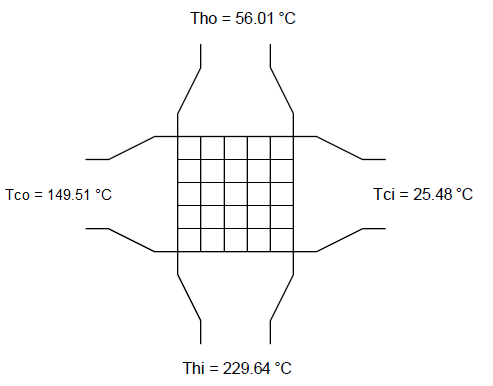 Tho = 56.01 °C
Tco = 149.51 °C
Tci = 25.48 °C
Thi = 229.64 °C